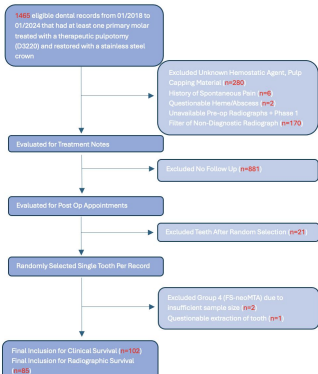 1465 eligible dental records from 01/2018 to
01/2024 that had at least one primary molar
treated with a therapeutic pulpotomy
(D3220) and restored with a stainless steel
crown
Excluded Unknown Hemostatic Agent, Pulp
Capping Material (n=280)
History of Spontaneous Pain (n=6)
Questionable Heme/Abscess (n=2)
Unavailable Pre-op Radiographs = Phase 1
Filter of Non-Diagnostic Radiograph (n=170)
Evaluated for Treatment Notes
Excluded No Follow Up (n=881)
Evaluated for Post Op Appointments
Excluded Teeth After Random Selection (n=21)
Randomly Selected Single Tooth Per Record
Excluded Group 4 (FS-neoMTA) due to
insufficient sample size (n=2)
Questionable extraction of tooth (n=1)
Final Inclusion for Clinical Survival (n=102)
Final Inclusion for Radiographic Survival
(n=85)